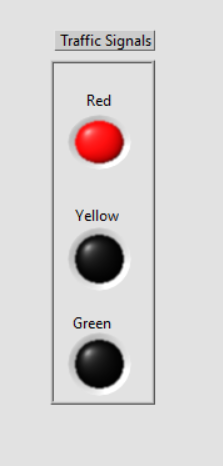 Traffic Signals
Red
Yellow
Green